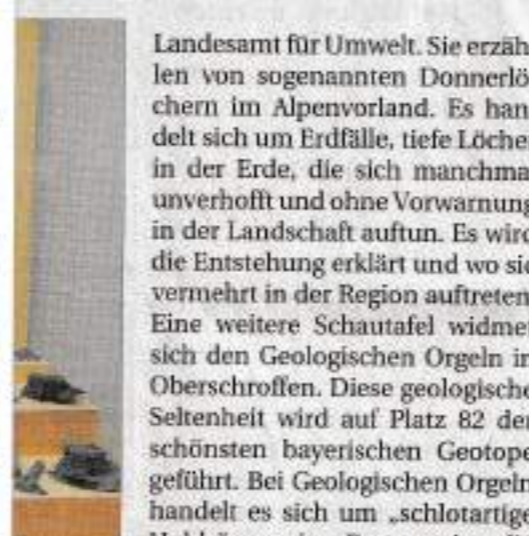 Landesamt für Umwelt. Sie erzäh
len von sogenannten Donnerlö
chern im Alpenvorland. Es han
delt sich um Erdfälle, tiefe Löche
in der Erde, die sich manchma
unverhofft und ohne Vorwarnung
in der Landschaft auftun. Es wird
die Entstehung erklärt und wo sie
vermehrt in der Region auftreten
Eine weitere Schautafel widme
sich den Geologischen Orgeln in
Oberschroffen. Diese geologische
Seltenheit wird auf Platz 82 der
schönsten bayerischen Geotope
geführt. Bei Geologischen Orgeln
handelt es sich um „schlotartige